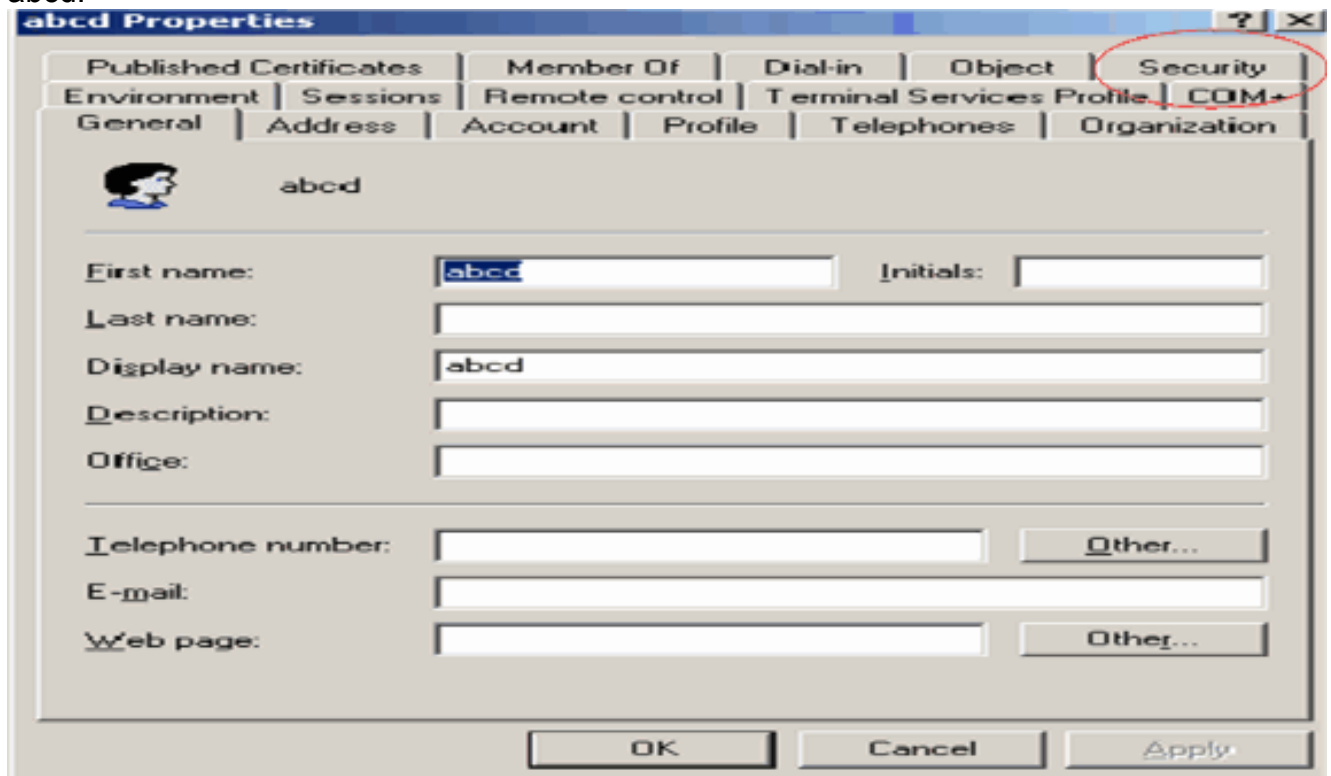 abcd.
abcd Properties
Published Certificates Member Of Dial-in Object Security
Environment Sessions Remote control Terminal Services Profile COM+
General Address Account Profile Telephones Organization
abcd
First name: abcd Initials:
Last name:
Display name: abcd
Description:
Office:
Telephone number: Other...
E-mail:
Web page: Other...
OK Cancel Apply